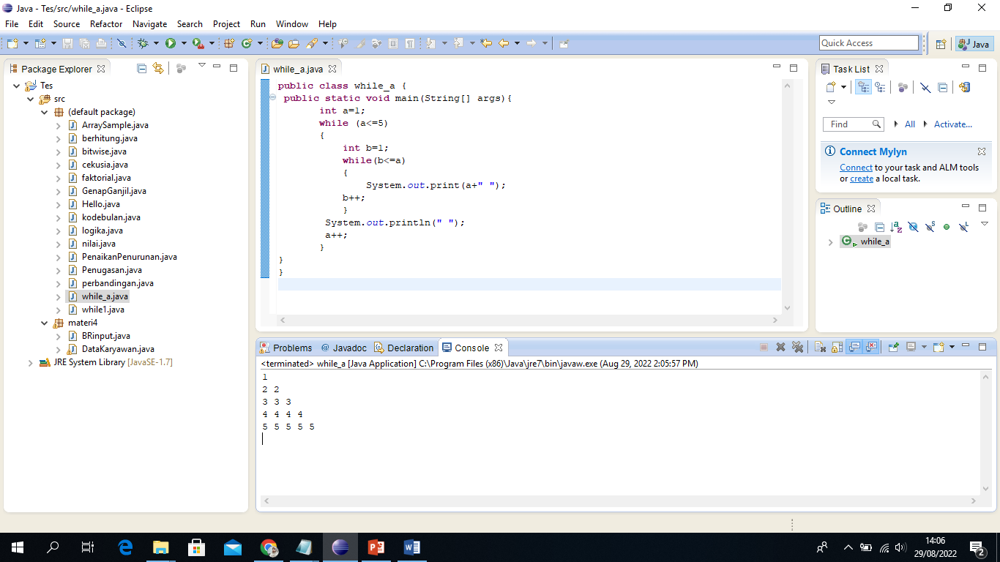 Java - Tes/src/while_a.java - Eclipse
File Edit Source Refactor Navigate Search Project Run Window Help
Quick Access
Java
Package Explorer
Tes
src
(default package)
ArraySample.java
berhitung.java
bitwise.java
cekusia.java
faktorial.java
GenapGanjil.java
Hello.java
kodebulan.java
logika.java
nilai.java
PenaikanPenurunan.java
Penugasan.java
perbandingan.java
while_a.java
while1.java
materi4
BRinput.java
DataKaryawan.java
JRE System Library [JavaSE-1.7]
while_a.java
public class while_a {
public static void main(String[] args){
int a=1;
while (a<=5)
{
int b=1;
while(b<=a)
{
System.out.print(a+" ");
b++;
}
System.out.println(" ");
a++;
}
}
}
Task List
Find
All
Activate...
Connect Mylyn
Connect to your task and ALM tools
or create a local task.
Outline
while_a
Problems @ Javadoc Declaration Console
<terminated> while_a [Java Application] C:\Program Files (x86)\Java\jre7\bin\javaw.exe (Aug 29, 2022 2:05:57 PM)
1
2 2
3 3 3
4 4 4 4
5 5 5 5 5
14:06
29/08/2022
2